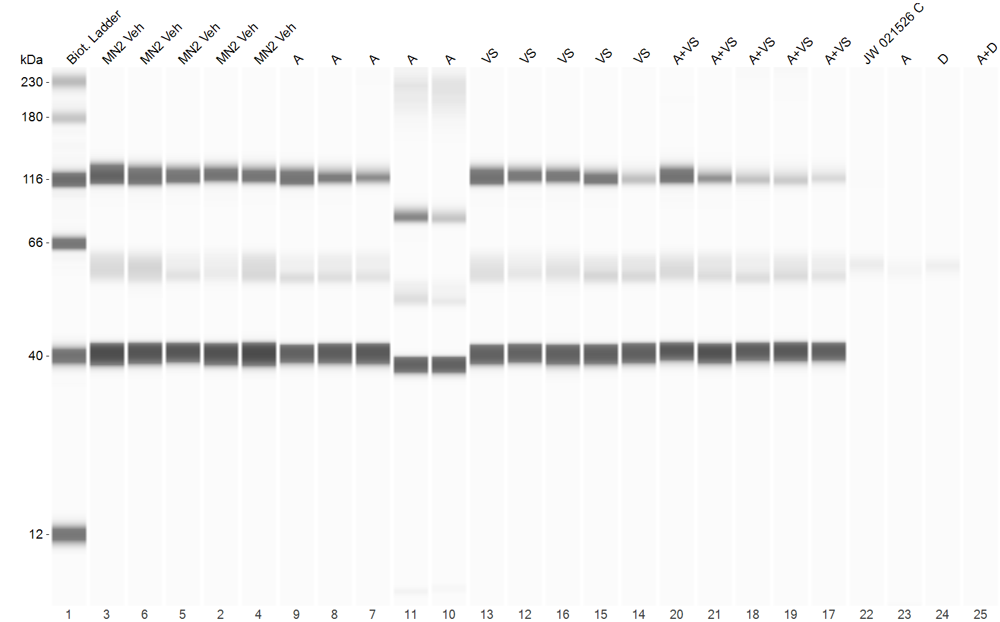 kDa
Biot. Ladder
MN2 Veh
MN2 Veh
MN2 Veh
MN2 Veh
MN2 Veh
A
A
A
A
A
VS
VS
VS
VS
VS
A+VS
A+VS
A+VS
A+VS
A+VS
JW 021526 C
A
D
A+D
230 -
180 -
116 -
66 -
40 -
12 -
1 3 6 5 2 4 9 8 7 11 10 13 12 16 15 14 20 21 18 19 17 22 23 24 25